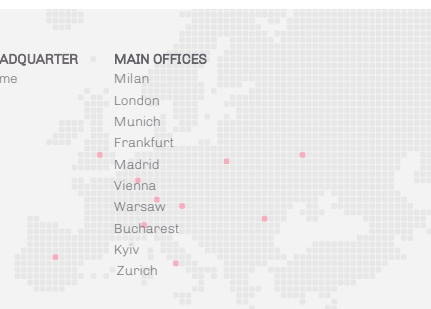 ADQUARTER
me
MAIN OFFICES
Milan
London
Munich
Frankfurt
Madrid
Vienna
Warsaw
Bucharest
Kyiv
Zurich